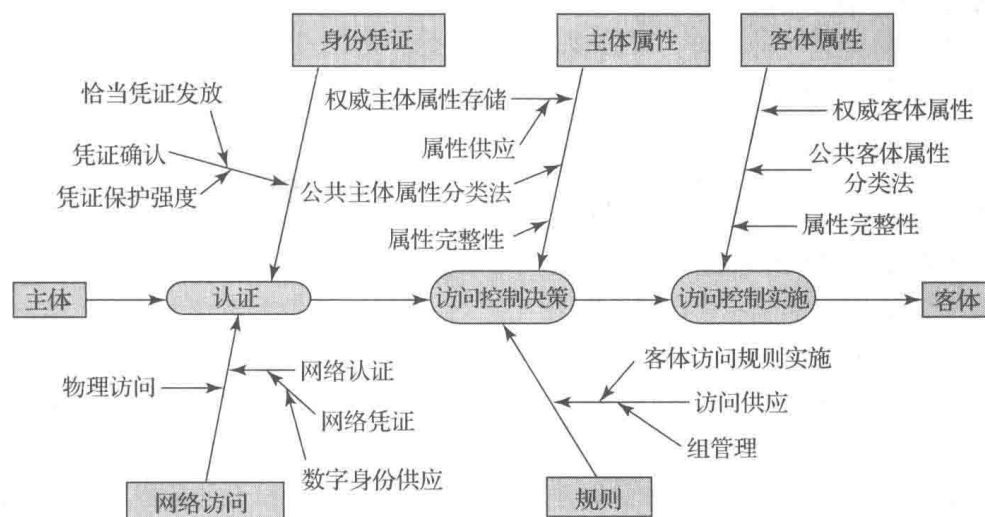 身份凭证
主体属性
客体属性
恰当凭证发放
权威主体属性存储
权威客体属性
凭证确认
属性供应
公共客体属性
分类法
凭证保护强度
公共主体属性分类法
属性完整性
属性完整性
主体
认证
访问控制决策
访问控制实施
客体
物理访问
网络认证
客体访问规则实施
网络凭证
访问供应
组管理
数字身份供应
网络访问
规则